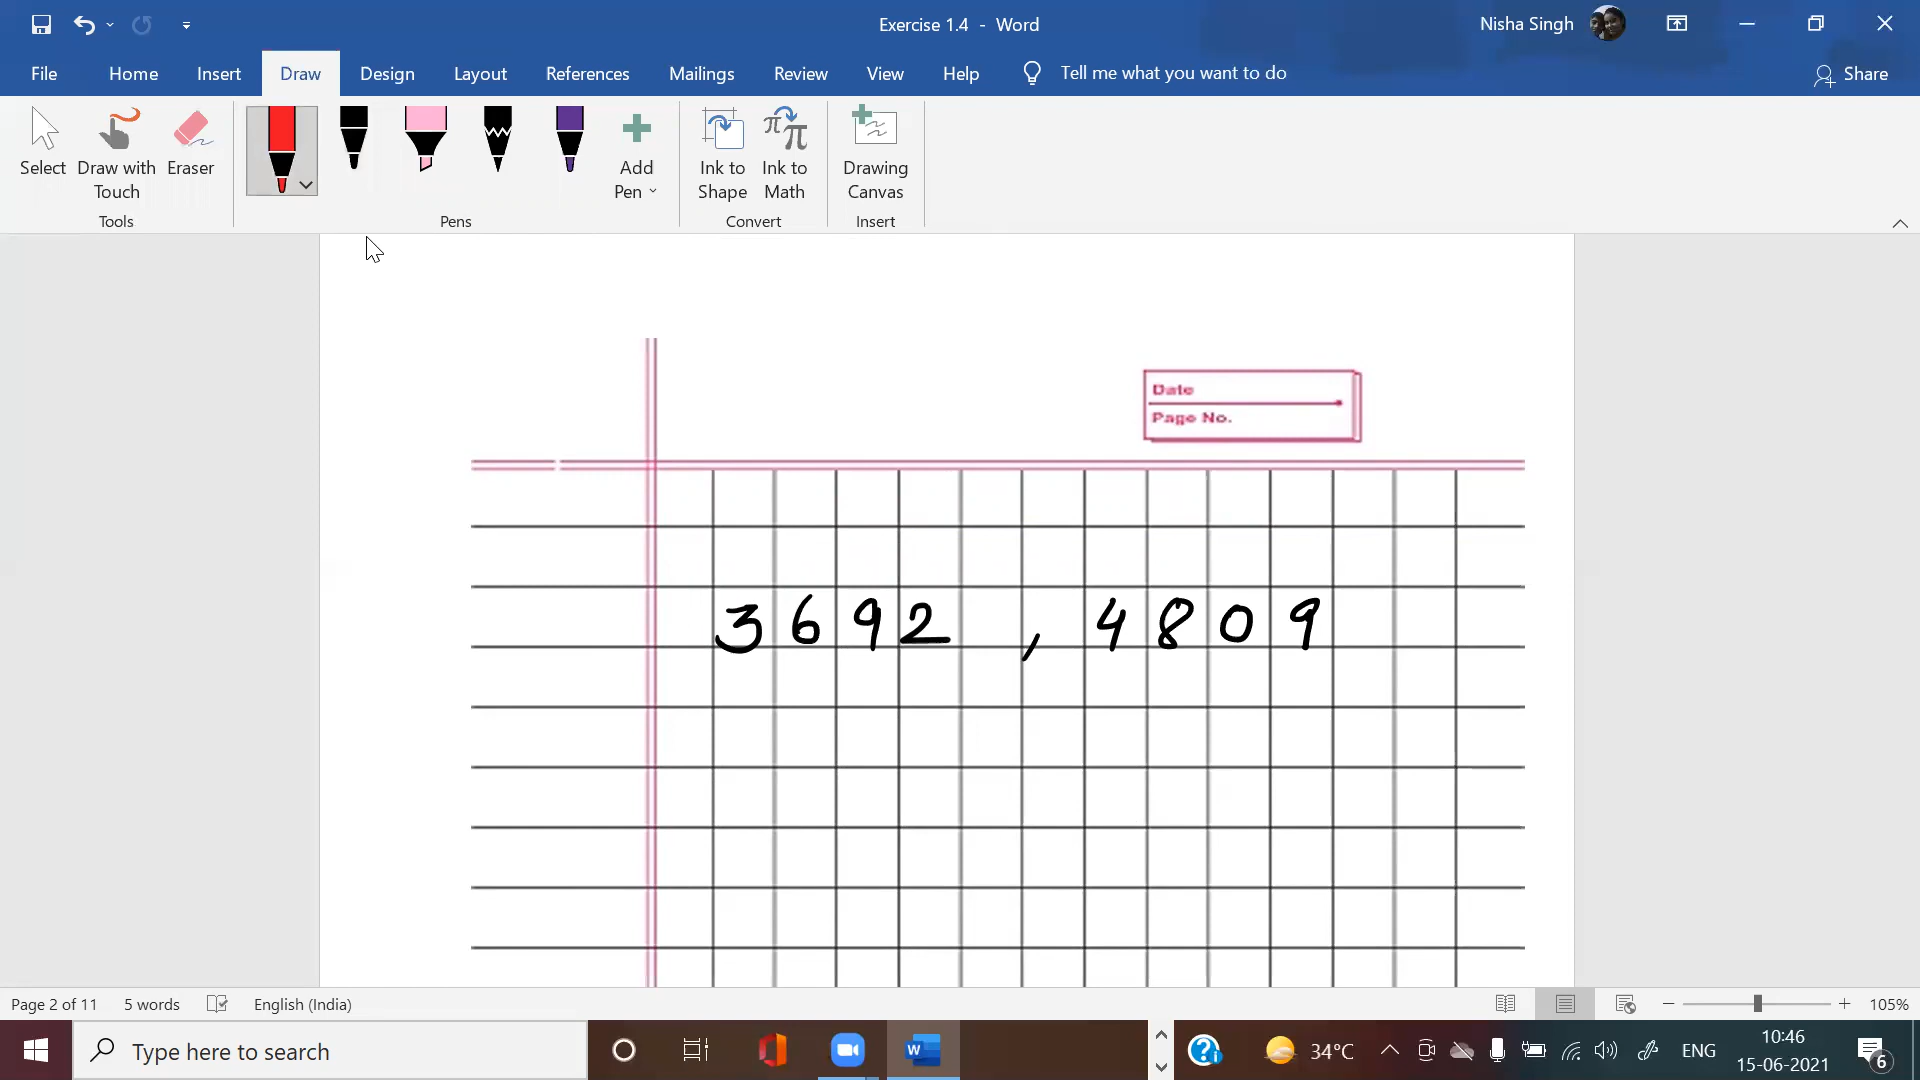 Exercise 1.4 - Word
Nisha Singh
File Home Insert Draw Design Layout References Mailings Review View Help Tell me what you want to do Share
Select Draw with Touch Eraser Add Pen Ink to Shape Ink to Math Drawing Canvas
Tools Pens Convert Insert
Date
Page No.
3692 , 4809
Page 2 of 11 5 words English (India) 105%
Type here to search 34°C ENG 10:46
15-06-2021 6